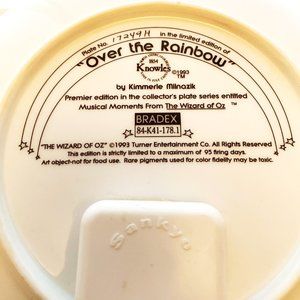 Plate No. 17249H in the limited edition of
"Over the Rainbow"
1854
Knowles
©1993
TM
by Kimmerle Milnazik
Premier edition in the collector's plate series entitled
Musical Moments From The Wizard of Oz ™
BRADEX
84-K41-178.1
"THE WIZARD OF OZ" ©1993 Turner Entertainment Co. All Rights Reserved
This edition is strictly limited to a maximum of 95 firing days.
Art object-not for food use. Rare pigments used for color fidelity may be toxic.
Sankyo